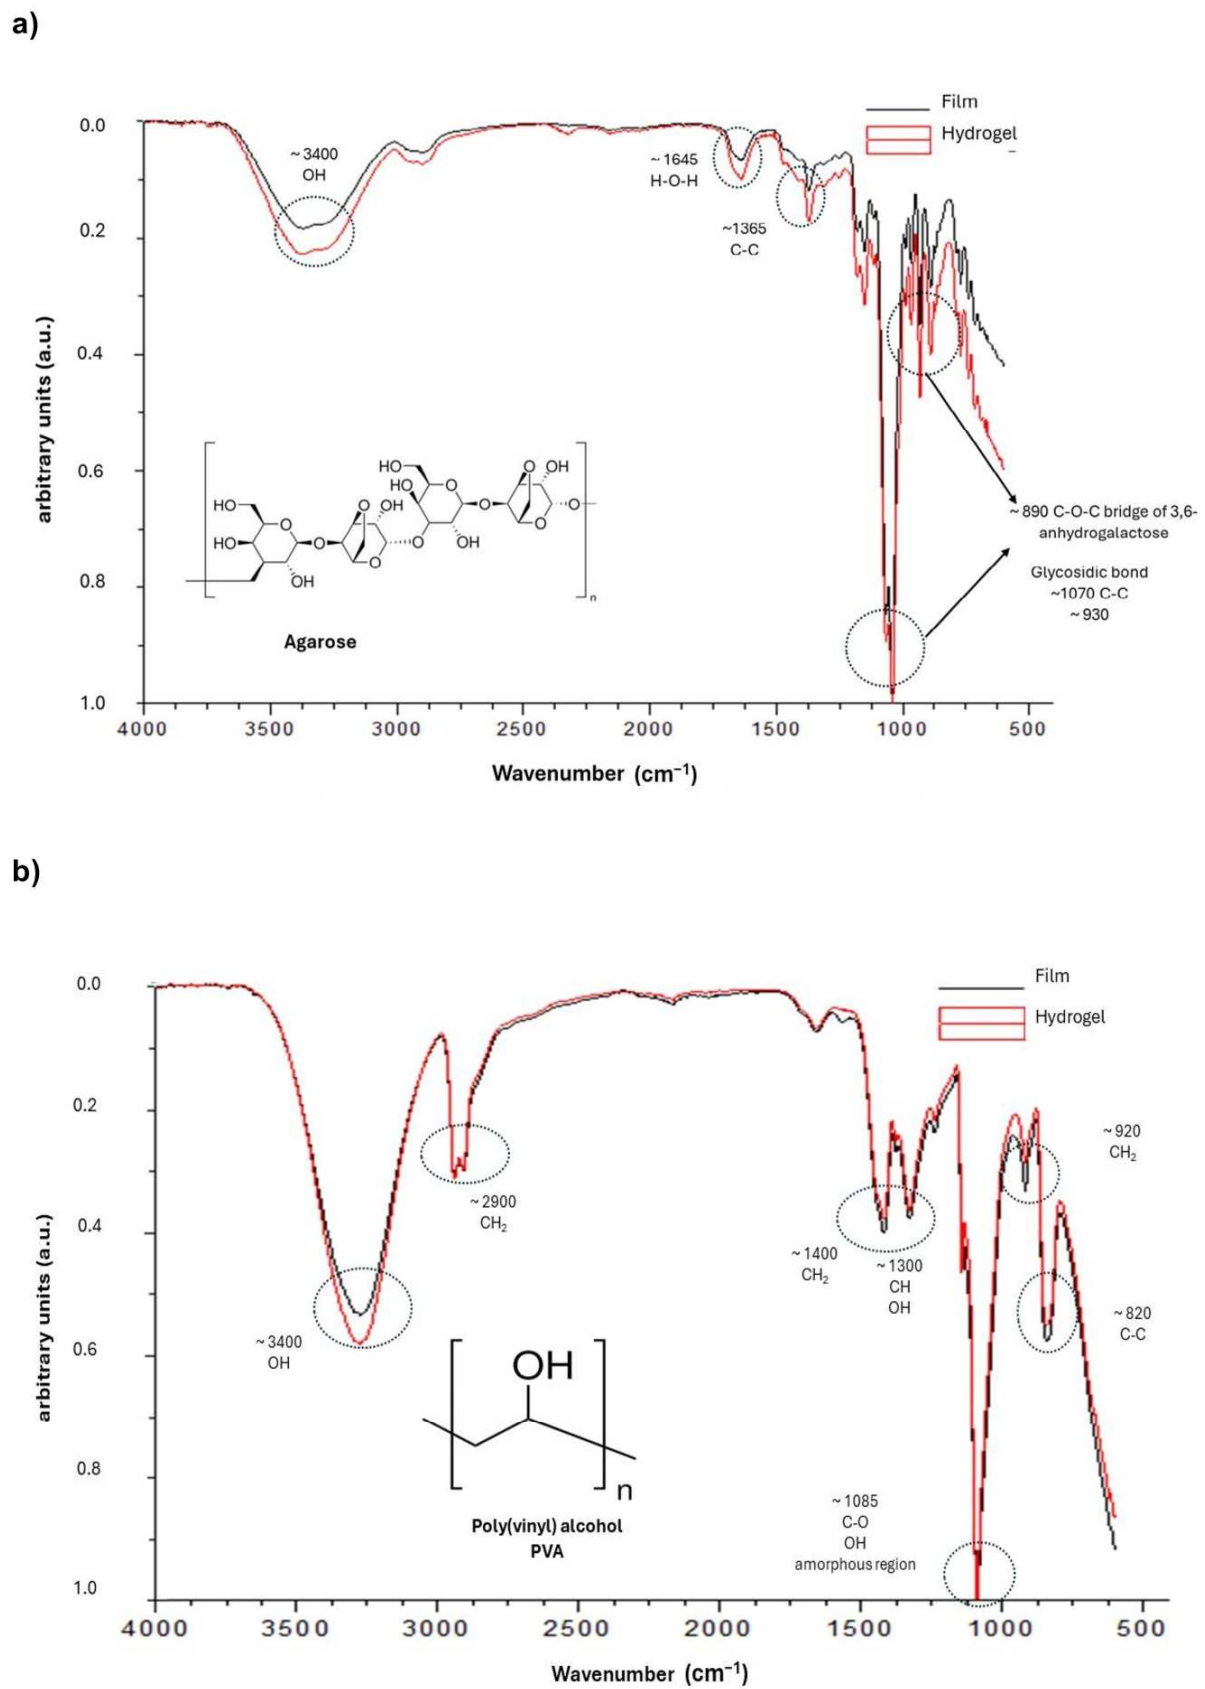 a)
Film
Hydrogel
0.0
~ 3400
OH
~ 1645
H-O-H
~1365
C-C
0.2
0.4
0.6
0.8
1.0
arbitrary units (a.u.)
HO
OH
HO
O
O
HO
O
OH
O
O
O
HO
O
O
O
OH
O
OH
n
Agarose
~ 890 C-O-C bridge of 3,6-
anhydrogalactose
Glycosidic bond
~1070 C-C
~ 930
4000 3500 3000 2500 2000 1500 1000 500
Wavenumber (cm−1)
b)
Film
Hydrogel
0.0
0.2
0.4
0.6
0.8
1.0
arbitrary units (a.u.)
~ 2900
CH2
~ 920
CH2
~ 1400
CH2
~ 1300
CH
OH
~ 820
C-C
~ 3400
OH
OH
n
Poly(vinyl) alcohol
PVA
~ 1085
C-O
OH
amorphous region
4000 3500 3000 2500 2000 1500 1000 500
Wavenumber (cm−1)